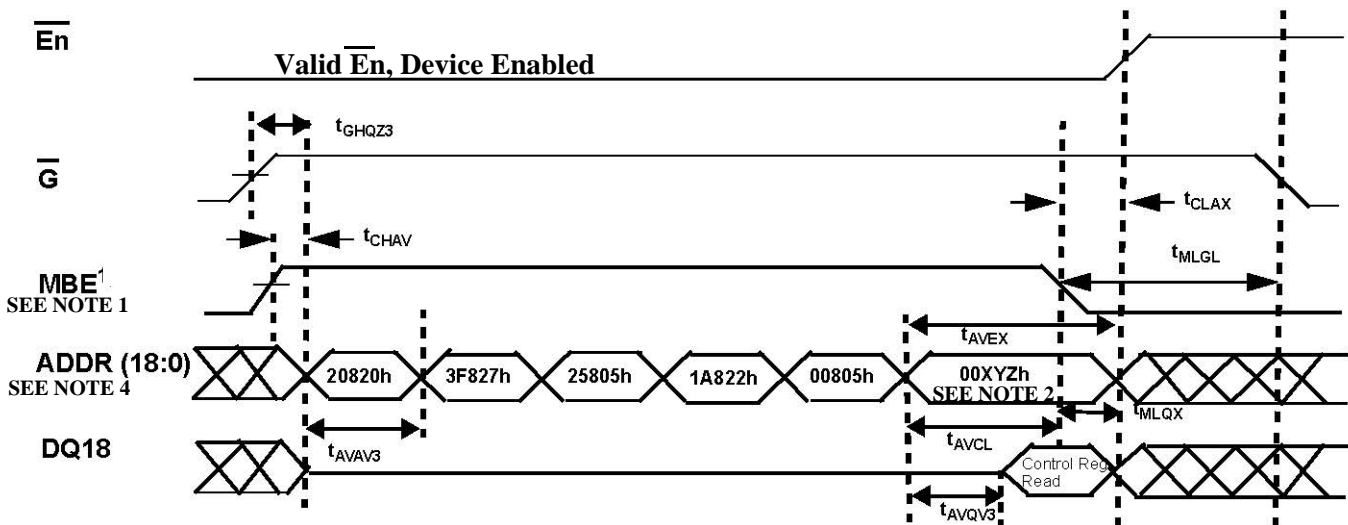 En
Valid En, Device Enabled
tGHQZ3
G
tCLAX
tCHAV
tMLGL
MBE1
SEE NOTE 1
tAVEX
ADDR (18:0)
SEE NOTE 4
20820h
3F827h
25805h
1A822h
00805h
00XYZh
SEE NOTE 2
tMLQX
tAVAV3
tAVCL
DQ18
Control Reg
Read
tAVQV3